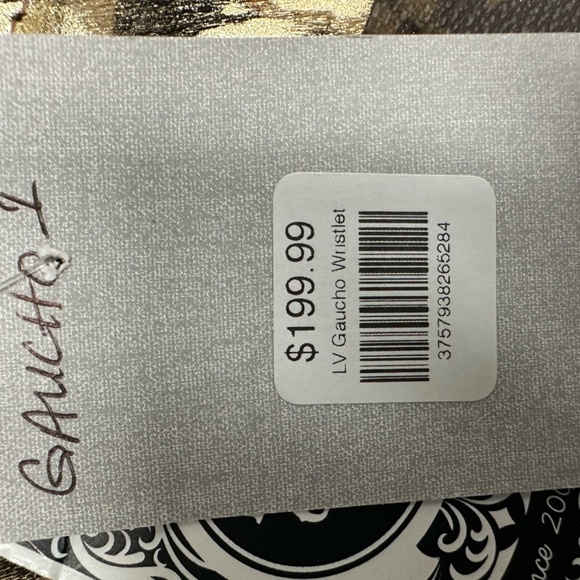 GAUCHO 1
$199.99
LV Gaucho Wristlet
3757938265284